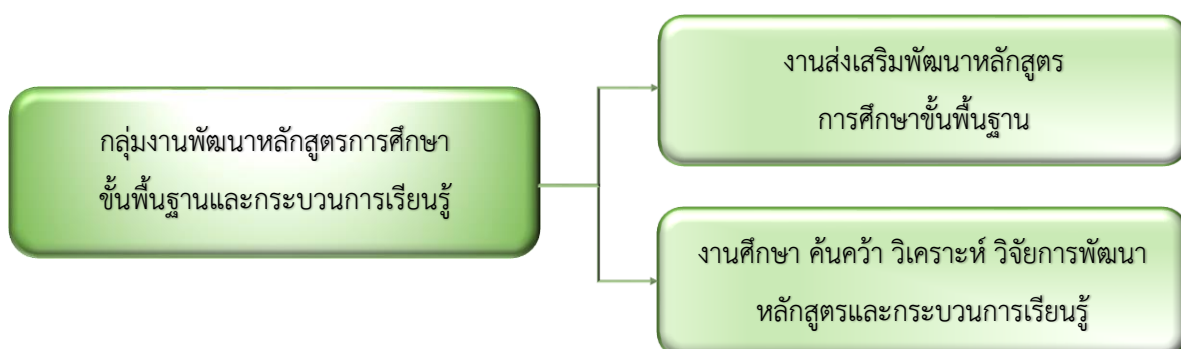 กลุ่มงานพัฒนาหลักสูตรการศึกษา
ขั้นพื้นฐานและกระบวนการเรียนรู้
งานส่งเสริมพัฒนาหลักสูตร
การศึกษาขั้นพื้นฐาน
งานศึกษา ค้นคว้า วิเคราะห์ วิจัยการพัฒนา
หลักสูตรและกระบวนการเรียนรู้